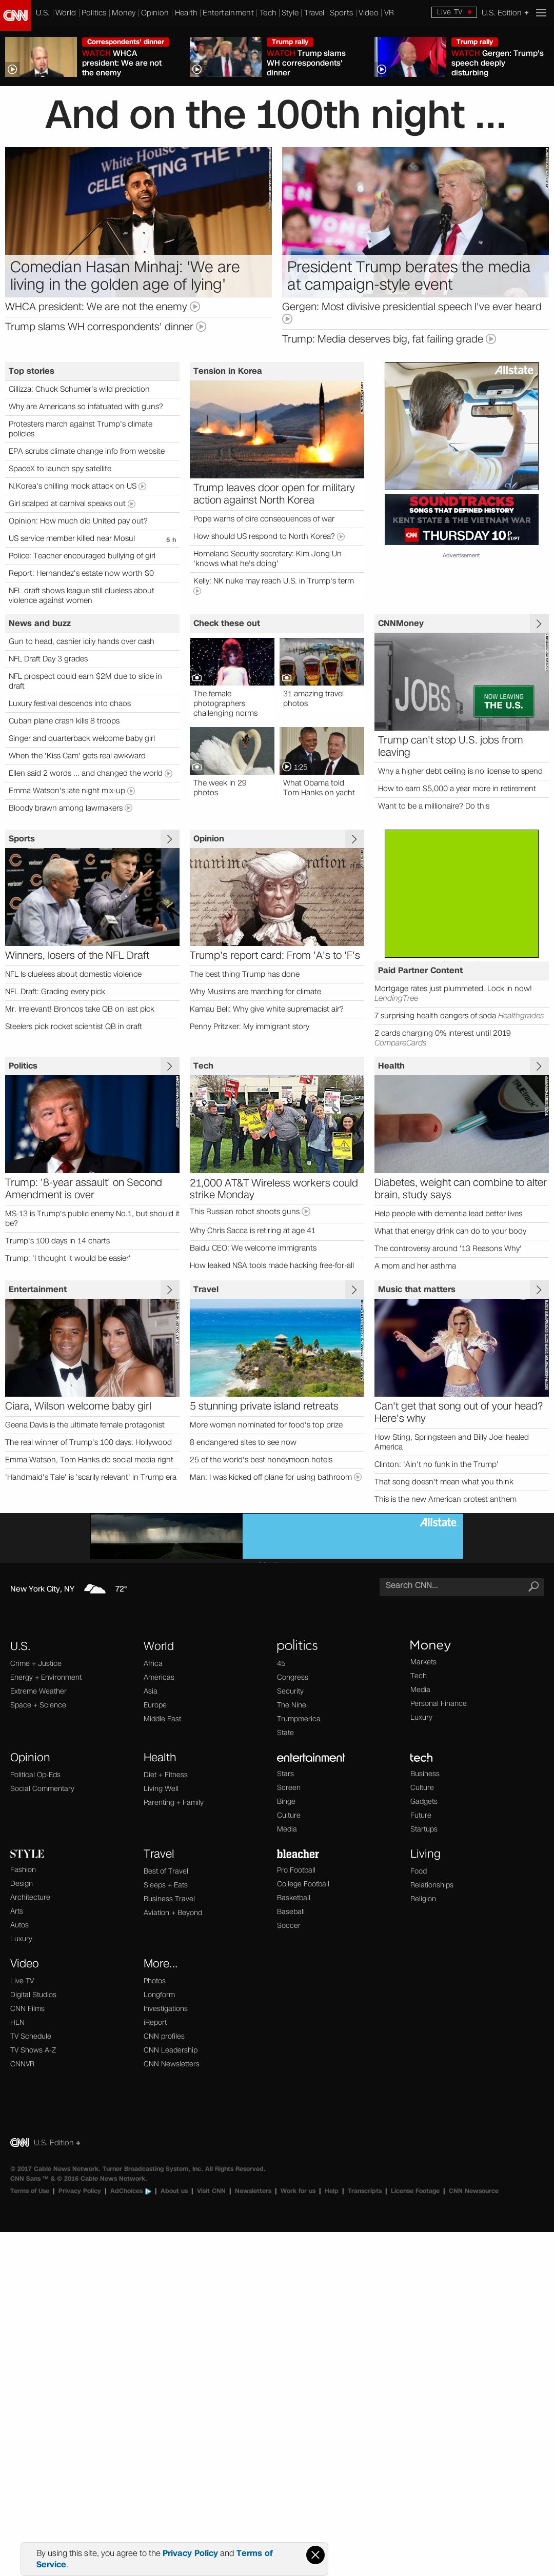 CNN
U.S. World Politics Money Opinion Health Entertainment Tech Style Travel Sports Video VR
Live TV
U.S. Edition +
Correspondents' dinner
WATCH WHCA
president: We are not
the enemy
Trump rally
WATCH Trump slams
WH correspondents'
dinner
Trump rally
WATCH Gergen: Trump's
speech deeply
disturbing
And on the 100th night ...
Comedian Hasan Minhaj: 'We are
living in the golden age of lying'
WHCA president: We are not the enemy
Trump slams WH correspondents' dinner
President Trump berates the media
at campaign-style event
Gergen: Most divisive presidential speech I've ever heard
Trump: Media deserves big, fat failing grade
Top stories
Cillizza: Chuck Schumer's wild prediction
Why are Americans so infatuated with guns?
Protesters march against Trump's climate
policies
EPA scrubs climate change info from website
SpaceX to launch spy satellite
N.Korea's chilling mock attack on US
Girl scalped at carnival speaks out
Opinion: How much did United pay out?
US service member killed near Mosul
5 h
Police: Teacher encouraged bullying of girl
Report: Hernandez's estate now worth $0
NFL draft shows league still clueless about
violence against women
Tension in Korea
Trump leaves door open for military
action against North Korea
Pope warns of dire consequences of war
How should US respond to North Korea?
Homeland Security secretary: Kim Jong Un
'knows what he's doing'
Kelly: NK nuke may reach U.S. in Trump's term
Allstate
SOUNDTRACKS
SONGS THAT DEFINED HISTORY
KENT STATE & THE VIETNAM WAR
CNN THURSDAY 10P ET/PT
Advertisement
News and buzz
Gun to head, cashier icily hands over cash
NFL Draft Day 3 grades
NFL prospect could earn $2M due to slide in
draft
Luxury festival descends into chaos
Cuban plane crash kills 8 troops
Singer and quarterback welcome baby girl
When the 'Kiss Cam' gets real awkward
Ellen said 2 words ... and changed the world
Emma Watson's late night mix-up
Bloody brawn among lawmakers
Check these out
The female
photographers
challenging norms
31 amazing travel
photos
The week in 29
photos
1:25
What Obama told
Tom Hanks on yacht
CNNMoney
JOBS
NOW LEAVING
THE U.S.
Trump can't stop U.S. jobs from
leaving
Why a higher debt ceiling is no license to spend
How to earn $5,000 a year more in retirement
Want to be a millionaire? Do this
Sports
Winners, losers of the NFL Draft
NFL Is clueless about domestic violence
NFL Draft: Grading every pick
Mr. Irrelevant! Broncos take QB on last pick
Steelers pick rocket scientist QB in draft
Opinion
Trump's report card: From 'A's to 'F's
The best thing Trump has done
Why Muslims are marching for climate
Kamau Bell: Why give white supremacist air?
Penny Pritzker: My immigrant story
Paid Partner Content
Mortgage rates just plummeted. Lock in now!
LendingTree
7 surprising health dangers of soda Healthgrades
2 cards charging 0% interest until 2019
CompareCards
Politics
Trump: '8-year assault' on Second
Amendment is over
MS-13 is Trump's public enemy No.1, but should it
be?
Trump's 100 days in 14 charts
Trump: 'I thought it would be easier'
Tech
21,000 AT&T Wireless workers could
strike Monday
This Russian robot shoots guns
Why Chris Sacca is retiring at age 41
Baidu CEO: We welcome immigrants
How leaked NSA tools made hacking free-for-all
Health
Diabetes, weight can combine to alter
brain, study says
Help people with dementia lead better lives
What that energy drink can do to your body
The controversy around '13 Reasons Why'
A mom and her asthma
Entertainment
Ciara, Wilson welcome baby girl
Geena Davis is the ultimate female protagonist
The real winner of Trump's 100 days: Hollywood
Emma Watson, Tom Hanks do social media right
'Handmaid's Tale' is 'scarily relevant' in Trump era
Travel
5 stunning private island retreats
More women nominated for food's top prize
8 endangered sites to see now
25 of the world's best honeymoon hotels
Man: I was kicked off plane for using bathroom
Music that matters
Can't get that song out of your head?
Here's why
How Sting, Springsteen and Billy Joel healed
America
Clinton: 'Ain't no funk in the Trump'
That song doesn't mean what you think
This is the new American protest anthem
Allstate
New York City, NY 72°
Search CNN...
U.S.
Crime + Justice
Energy + Environment
Extreme Weather
Space + Science
World
Africa
Americas
Asia
Europe
Middle East
politics
45
Congress
Security
The Nine
Trumpmerica
State
Money
Markets
Tech
Media
Personal Finance
Luxury
Opinion
Political Op-Eds
Social Commentary
Health
Diet + Fitness
Living Well
Parenting + Family
entertainment
Stars
Screen
Binge
Culture
Media
tech
Business
Culture
Gadgets
Future
Startups
STYLE
Fashion
Design
Architecture
Arts
Autos
Luxury
Travel
Best of Travel
Sleeps + Eats
Business Travel
Aviation + Beyond
bleacher
Pro Football
College Football
Basketball
Baseball
Soccer
Living
Food
Relationships
Religion
Video
Live TV
Digital Studios
CNN Films
HLN
TV Schedule
TV Shows A-Z
CNNVR
More...
Photos
Longform
Investigations
iReport
CNN profiles
CNN Leadership
CNN Newsletters
CNN U.S. Edition +
© 2017 Cable News Network. Turner Broadcasting System, Inc. All Rights Reserved.
CNN Sans ™ & © 2016 Cable News Network.
Terms of Use | Privacy Policy | AdChoices | About us | Visit CNN | Newsletters | Work for us | Help | Transcripts | License Footage | CNN Newsource
By using this site, you agree to the Privacy Policy and Terms of
Service.